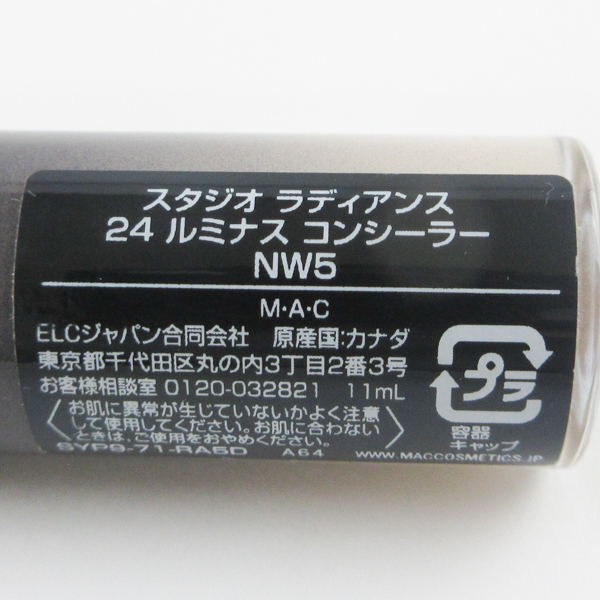 スタジオ ラディアンス
24 ルミナス コンシーラー
NW5
M・A・C
ELCジャパン合同会社 原産国:カナダ
東京都千代田区丸の内3丁目2番3号
お客様相談室 0120-032821 11mL
お肌に異常が生じていないかよく注意
して使用してください。お肌に合わない
ときは、ご使用をおやめください。
SYP9-71-RA5D A64
プラ
容器
キャップ
WWW.MACCOSMETICS.JP